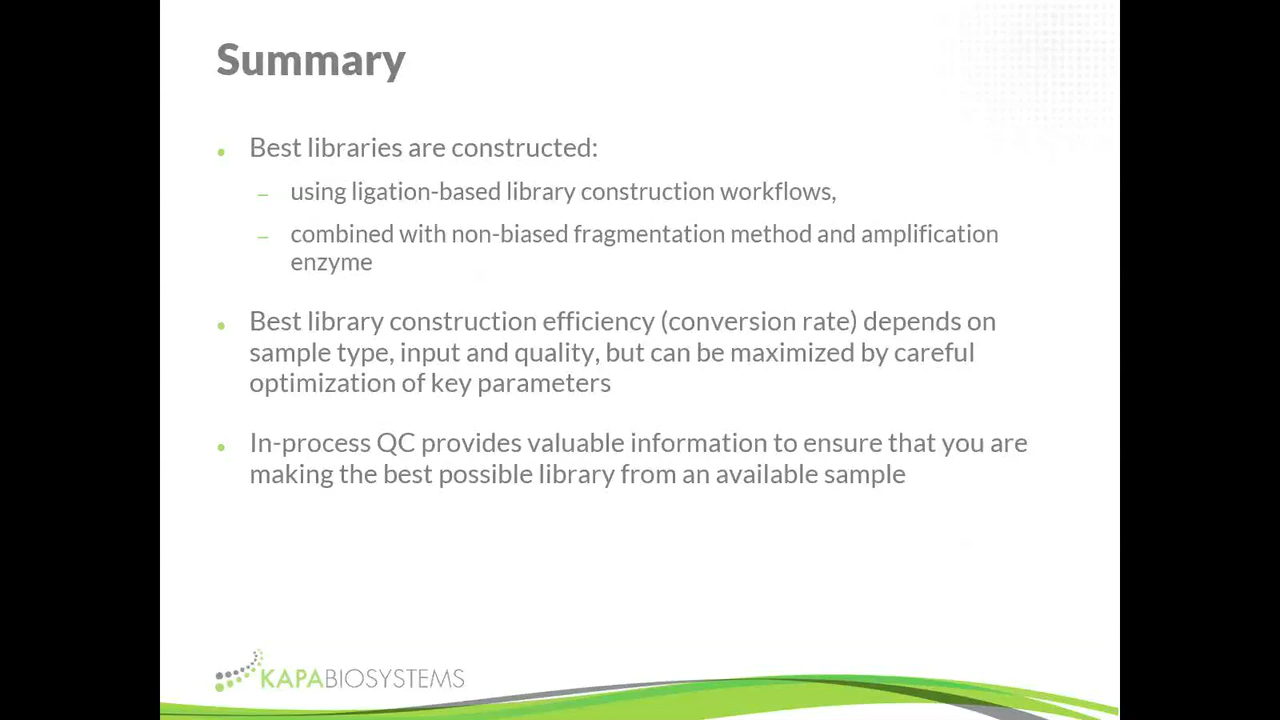 Summary
• Best libraries are constructed:
– using ligation-based library construction workflows,
– combined with non-biased fragmentation method and amplification
enzyme
• Best library construction efficiency (conversion rate) depends on
sample type, input and quality, but can be maximized by careful
optimization of key parameters
• In-process QC provides valuable information to ensure that you are
making the best possible library from an available sample
KAPABIOSYSTEMS